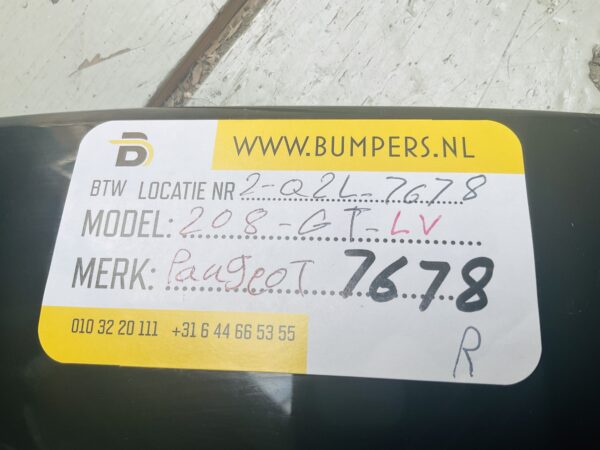 B
WWW.BUMPERS.NL
BTW LOCATIE NR 2-Q2L-7678
MODEL: 208-GT-LV
MERK: PaugeoT 7678
010 32 20 111 +31 6 44 66 53 55
R